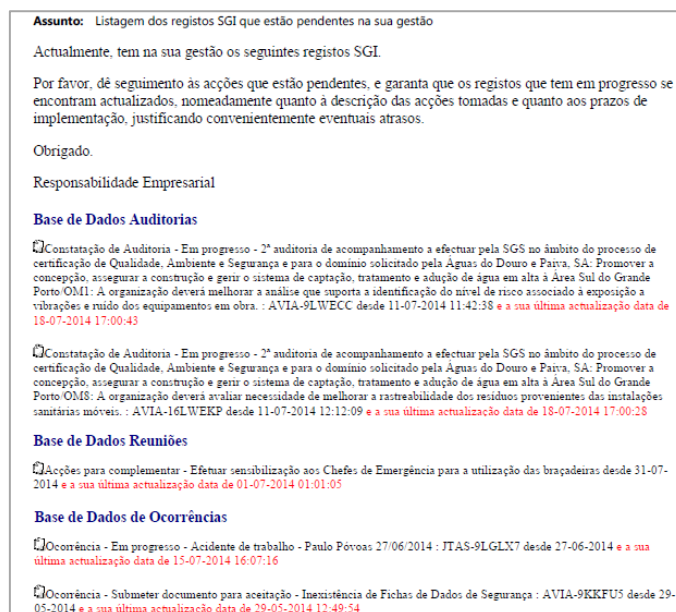 Assunto: Listagem dos registos SGI que estão pendentes na sua gestão
Actualmente, tem na sua gestão os seguintes registos SGI.
Por favor, dê seguimento às acções que estão pendentes, e garanta que os registos que tem em progresso se
encontram actualizados, nomeadamente quanto à descrição das acções tomadas e quanto aos prazos de
implementação, justificando convenientemente eventuais atrasos.
Obrigado.
Responsabilidade Empresarial
Base de Dados Auditorias
Constatação de Auditoria - Em progresso - 2ª auditoria de acompanhamento a efectuar pela SGS no âmbito do processo de
certificação de Qualidade, Ambiente e Segurança e para o domínio solicitado pela Águas do Douro e Paiva, SA: Promover a
concepção, assegurar a construção e gerir o sistema de captação, tratamento e adução de água em alta à Área Sul do Grande
Porto/OM1: A organização deverá melhorar a análise que suporta a identificação do nível de risco associado à exposição a
vibrações e ruído dos equipamentos em obra. : AVIA-9LWECC desde 11-07-2014 11:42:38 e a sua última actualização data de
18-07-2014 17:00:43
Constatação de Auditoria - Em progresso - 2ª auditoria de acompanhamento a efectuar pela SGS no âmbito do processo de
certificação de Qualidade, Ambiente e Segurança e para o domínio solicitado pela Águas do Douro e Paiva, SA: Promover a
concepção, assegurar a construção e gerir o sistema de captação, tratamento e adução de água em alta à Área Sul do Grande
Porto/OM8: A organização deverá avaliar necessidade de melhorar a rastreabilidade dos resíduos provenientes das instalações
sanitárias móveis. : AVIA-16LWEKP desde 11-07-2014 12:12:09 e a sua última actualização data de 18-07-2014 17:00:28
Base de Dados Reuniões
Acções para complementar - Efetuar sensibilização aos Chefes de Emergência para a utilização das braçadeiras desde 31-07-
2014 e a sua última actualização data de 01-07-2014 01:01:05
Base de Dados de Ocorrências
Ocorrência - Em progresso - Acidente de trabalho - Paulo Póvoas 27/06/2014 : JTAS-9LGLX7 desde 27-06-2014 e a sua
última actualização data de 15-07-2014 16:07:16
Ocorrência - Submeter documento para aceitação - Inexistência de Fichas de Dados de Segurança : AVIA-9KKFU5 desde 29-
05-2014 e a sua última actualização data de 29-05-2014 12:49:54